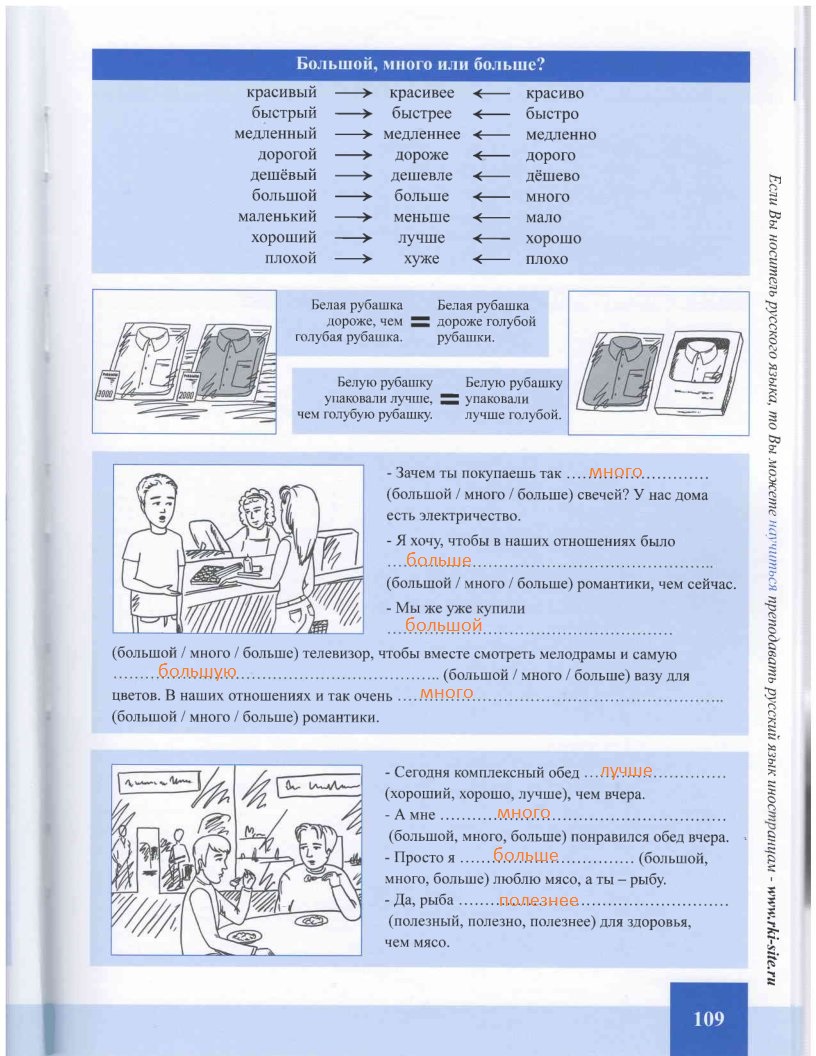 Большой, много или больше?
красивый → красивее ← красиво
быстрый → быстрее ← быстро
медленный → медленнее ← медленно
дорогой → дороже ← дорого
дешёвый → дешевле ← дёшево
большой → больше ← много
маленький → меньше ← мало
хороший → лучше ← хорошо
плохой → хуже ← плохо
3000
2000
Белая рубашка
дороже, чем
голубая рубашка.
=
Белая рубашка
дороже голубой
рубашки.
Белую рубашку
упаковали лучше,
чем голубую рубашку.
=
Белую рубашку
упаковали
лучше голубой.
- Зачем ты покупаешь так много
(большой / много / больше) свечей? У нас дома
есть электричество.
- Я хочу, чтобы в наших отношениях было
больше
(большой / много / больше) романтики, чем сейчас.
- Мы же уже купили
большой
(большой / много / больше) телевизор, чтобы вместе смотреть мелодрамы и самую
большую (большой / много / больше) вазу для
цветов. В наших отношениях и так очень много
(большой / много / больше) романтики.
- Сегодня комплексный обед лучше
(хороший, хорошо, лучше), чем вчера.
- А мне много
(большой, много, больше) понравился обед вчера.
- Просто я больше (большой,
много, больше) люблю мясо, а ты – рыбу.
- Да, рыба полезнее
(полезный, полезно, полезнее) для здоровья,
чем мясо.
109
Если Вы носитель русского языка, то Вы можете научиться преподавать русский язык иностранцам - www.rki-site.ru